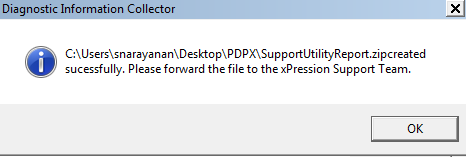 Diagnostic Information Collector
C:\Users\snarayanan\Desktop\PDPX\SupportUtilityReport.zipcreated
sucessfully. Please forward the file to the xPression Support Team.
OK